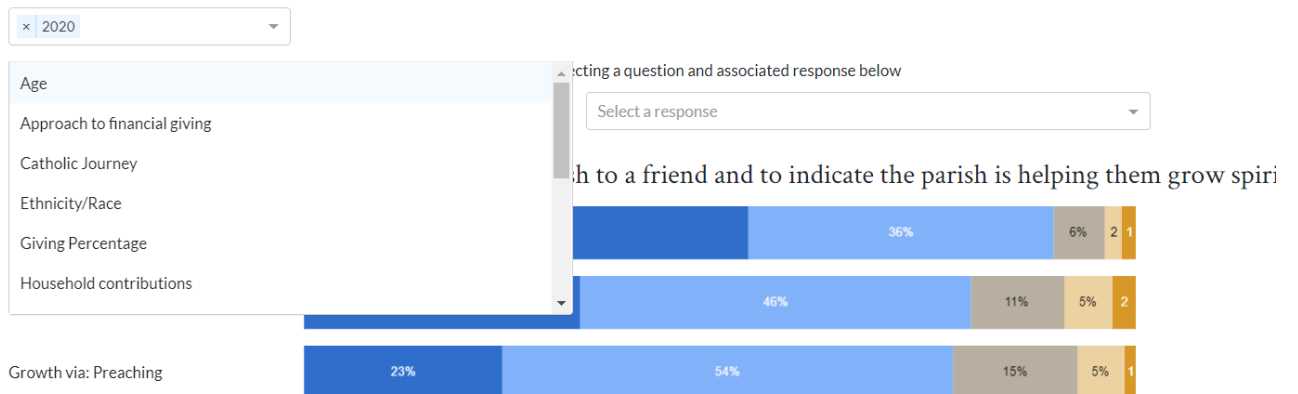 × 2020
ecting a question and associated response below
Age
Select a response
Approach to financial giving
Catholic Journey
sh to a friend and to indicate the parish is helping them grow spiri
Ethnicity/Race
36% 6% 2 1
Giving Percentage
Household contributions
46% 11% 5% 2
Growth via: Preaching 23% 54% 15% 5% 1